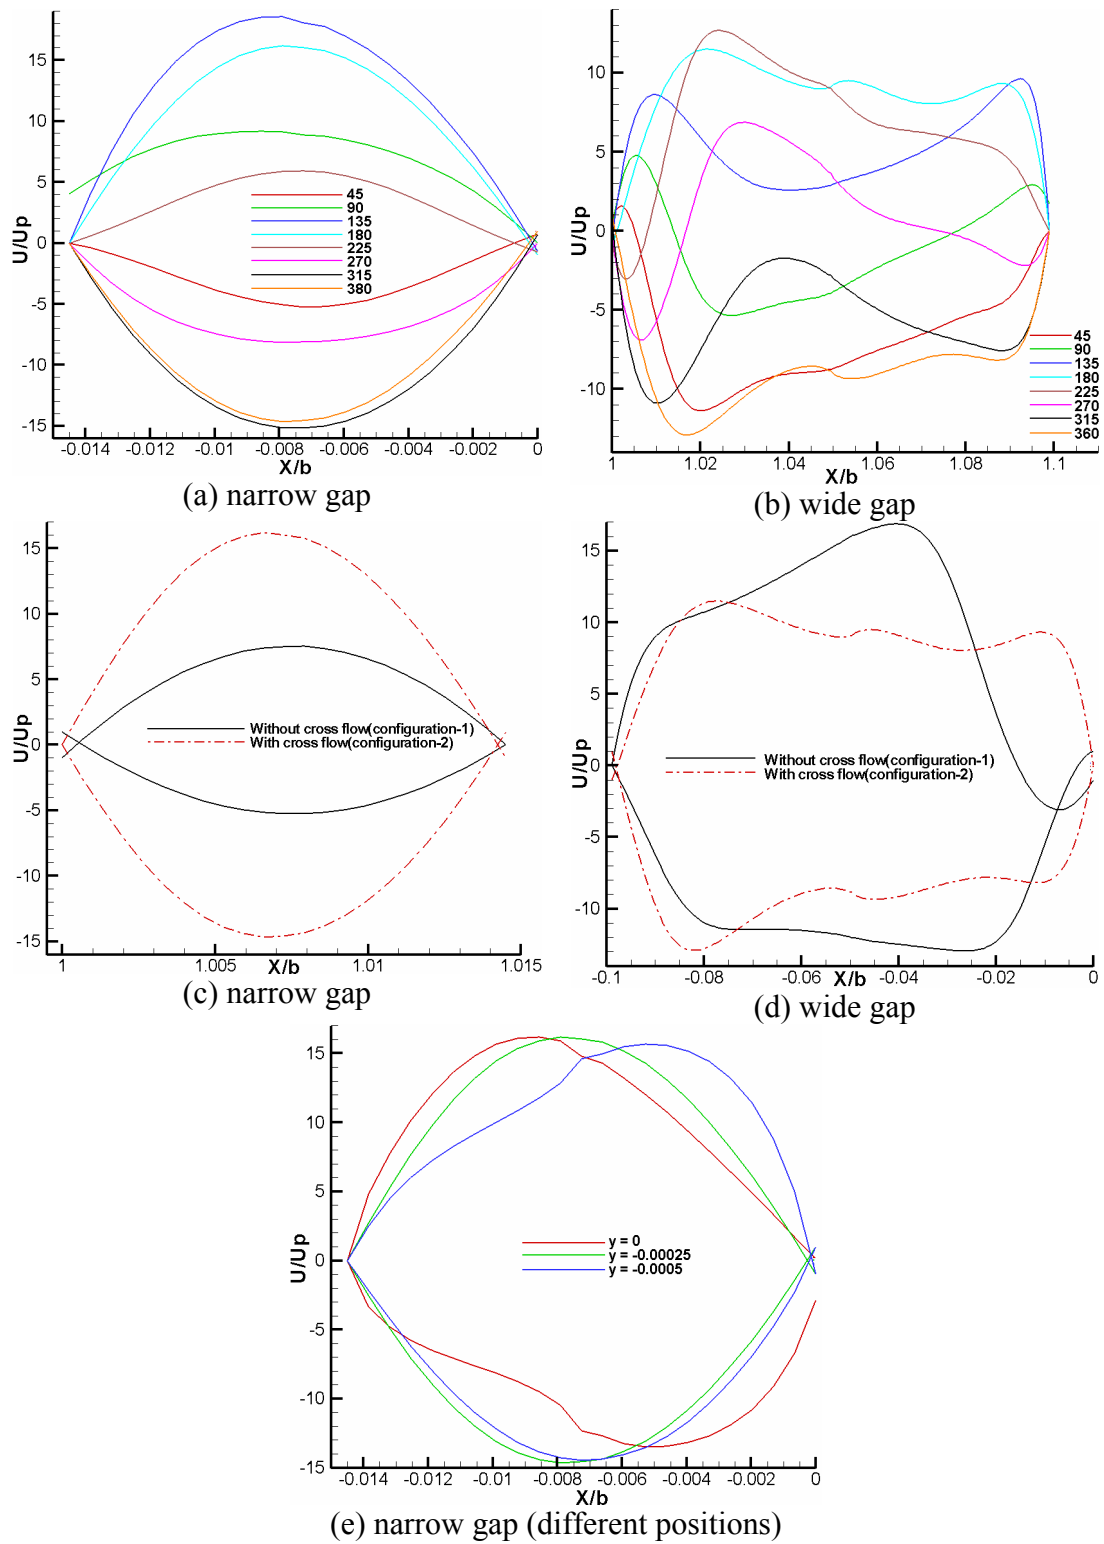 15
10
5
0
-5
-10
-15
U/Up
45
90
135
180
225
270
315
380
-0.014 -0.012 -0.01 -0.008 -0.006 -0.004 -0.002 0
X/b
(a) narrow gap
10
5
0
-5
-10
U/Up
45
90
135
180
225
270
315
360
1 1.02 1.04 1.06 1.08 1.1
X/b
(b) wide gap
15
10
5
0
-5
-10
-15
U/Up
Without cross flow(configuration-1)
With cross flow(configuration-2)
1 1.005 1.01 1.015
X/b
(c) narrow gap
15
10
5
0
-5
-10
U/Up
Without cross flow(configuration-1)
With cross flow(configuration-2)
-0.1 -0.08 -0.06 -0.04 -0.02 0
X/b
(d) wide gap
15
10
5
0
-5
-10
-15
U/Up
y = 0
y = -0.00025
y = -0.0005
-0.014 -0.012 -0.01 -0.008 -0.006 -0.004 -0.002 0
X/b
(e) narrow gap (different positions)